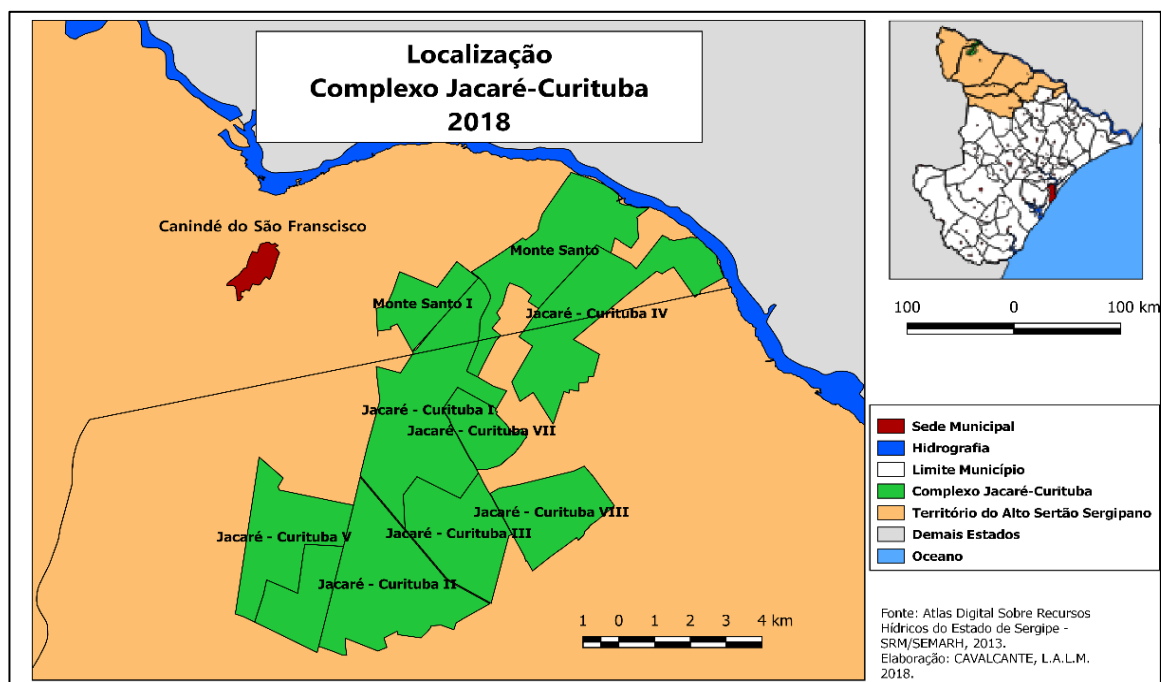 Localização
Complexo Jacaré-Curituba
2018
Canindé do São Franscisco
Monte Santo
Monte Santo I
Jacaré - Curituba IV
Jacaré - Curituba I
Jacaré - Curituba VII
Jacaré - Curituba VIII
Jacaré - Curituba V
Jacaré - Curituba III
Jacaré - Curituba II
1 0 1 2 3 4 km
100 0 100 km
Sede Municipal
Hidrografia
Limite Município
Complexo Jacaré-Curituba
Território do Alto Sertão Sergipano
Demais Estados
Oceano
Fonte: Atlas Digital Sobre Recursos
Hídricos do Estado de Sergipe -
SRM/SEMARH, 2013.
Elaboração: CAVALCANTE, L.A.L.M.
2018.